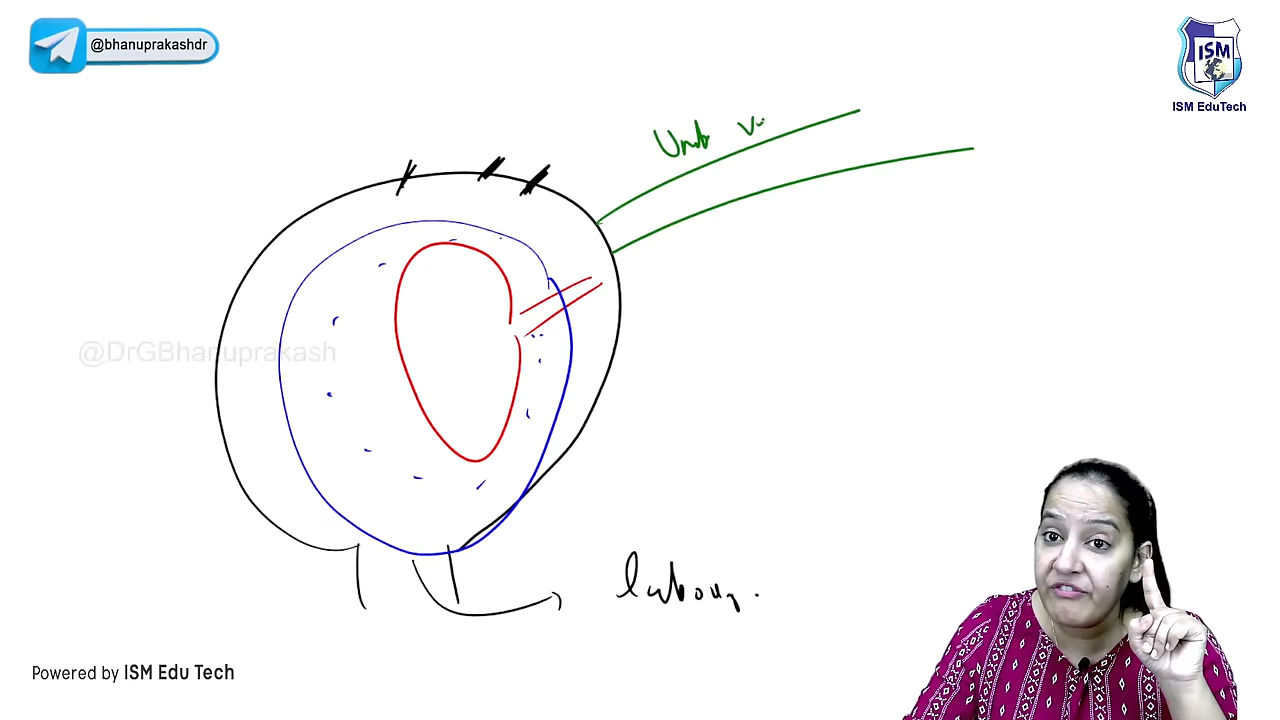 @bhanuprakashdr
ISM
ISM EduTech
@DrGBhanuprakash
labour.
Powered by ISM Edu Tech